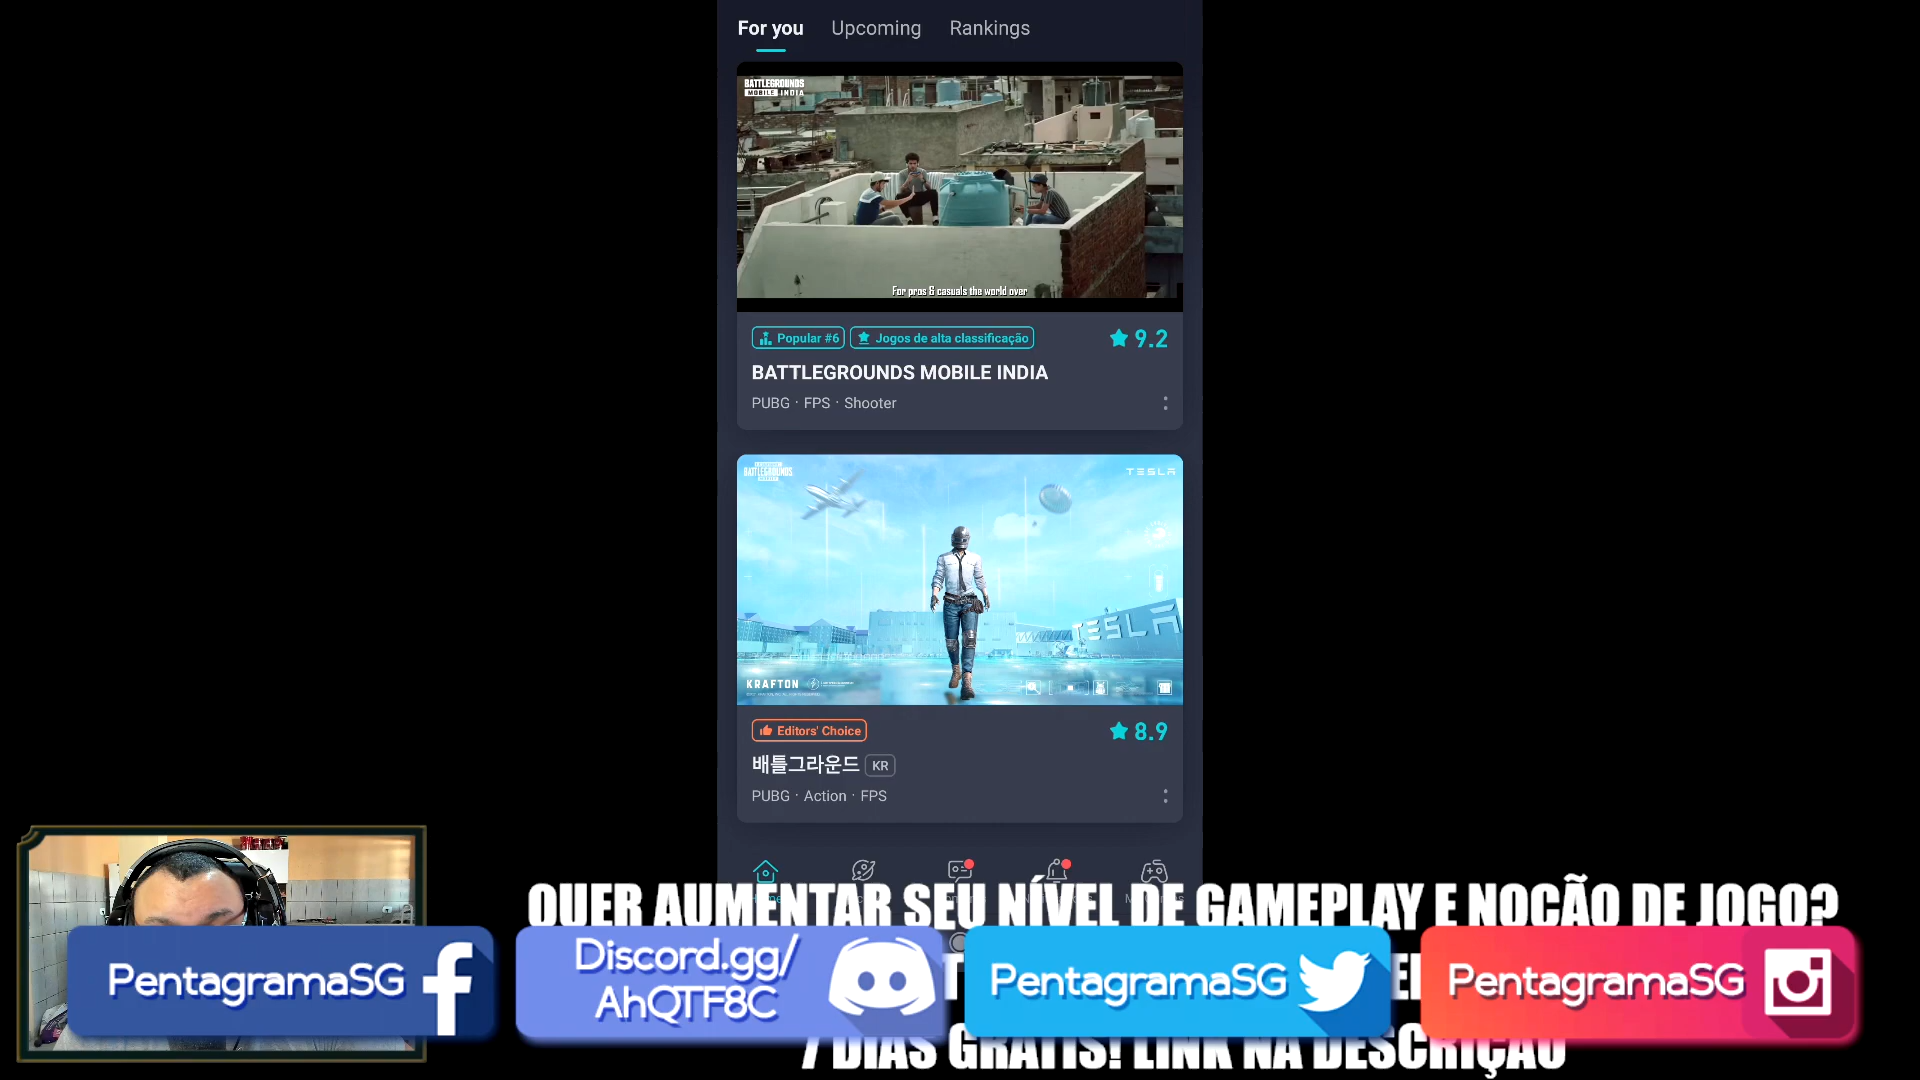 For you Upcoming Rankings
BATTLEGROUNDS
MOBILE INDIA
For pros & casuals the world over
Popular #6 Jogos de alta classificação 9.2
BATTLEGROUNDS MOBILE INDIA
PUBG · FPS · Shooter
BATTLEGROUNDS TESLA
TESLA
KRAFTON
Editors' Choice 8.9
배틀그라운드 KR
PUBG · Action · FPS
QUER AUMENTAR SEU NÍVEL DE GAMEPLAY E NOÇÃO DE JOGO?
PentagramaSG
Discord.gg/
AhQTF8C
PentagramaSG
PentagramaSG
7 DIAS GRÁTIS! LINK NA DESCRIÇÃO